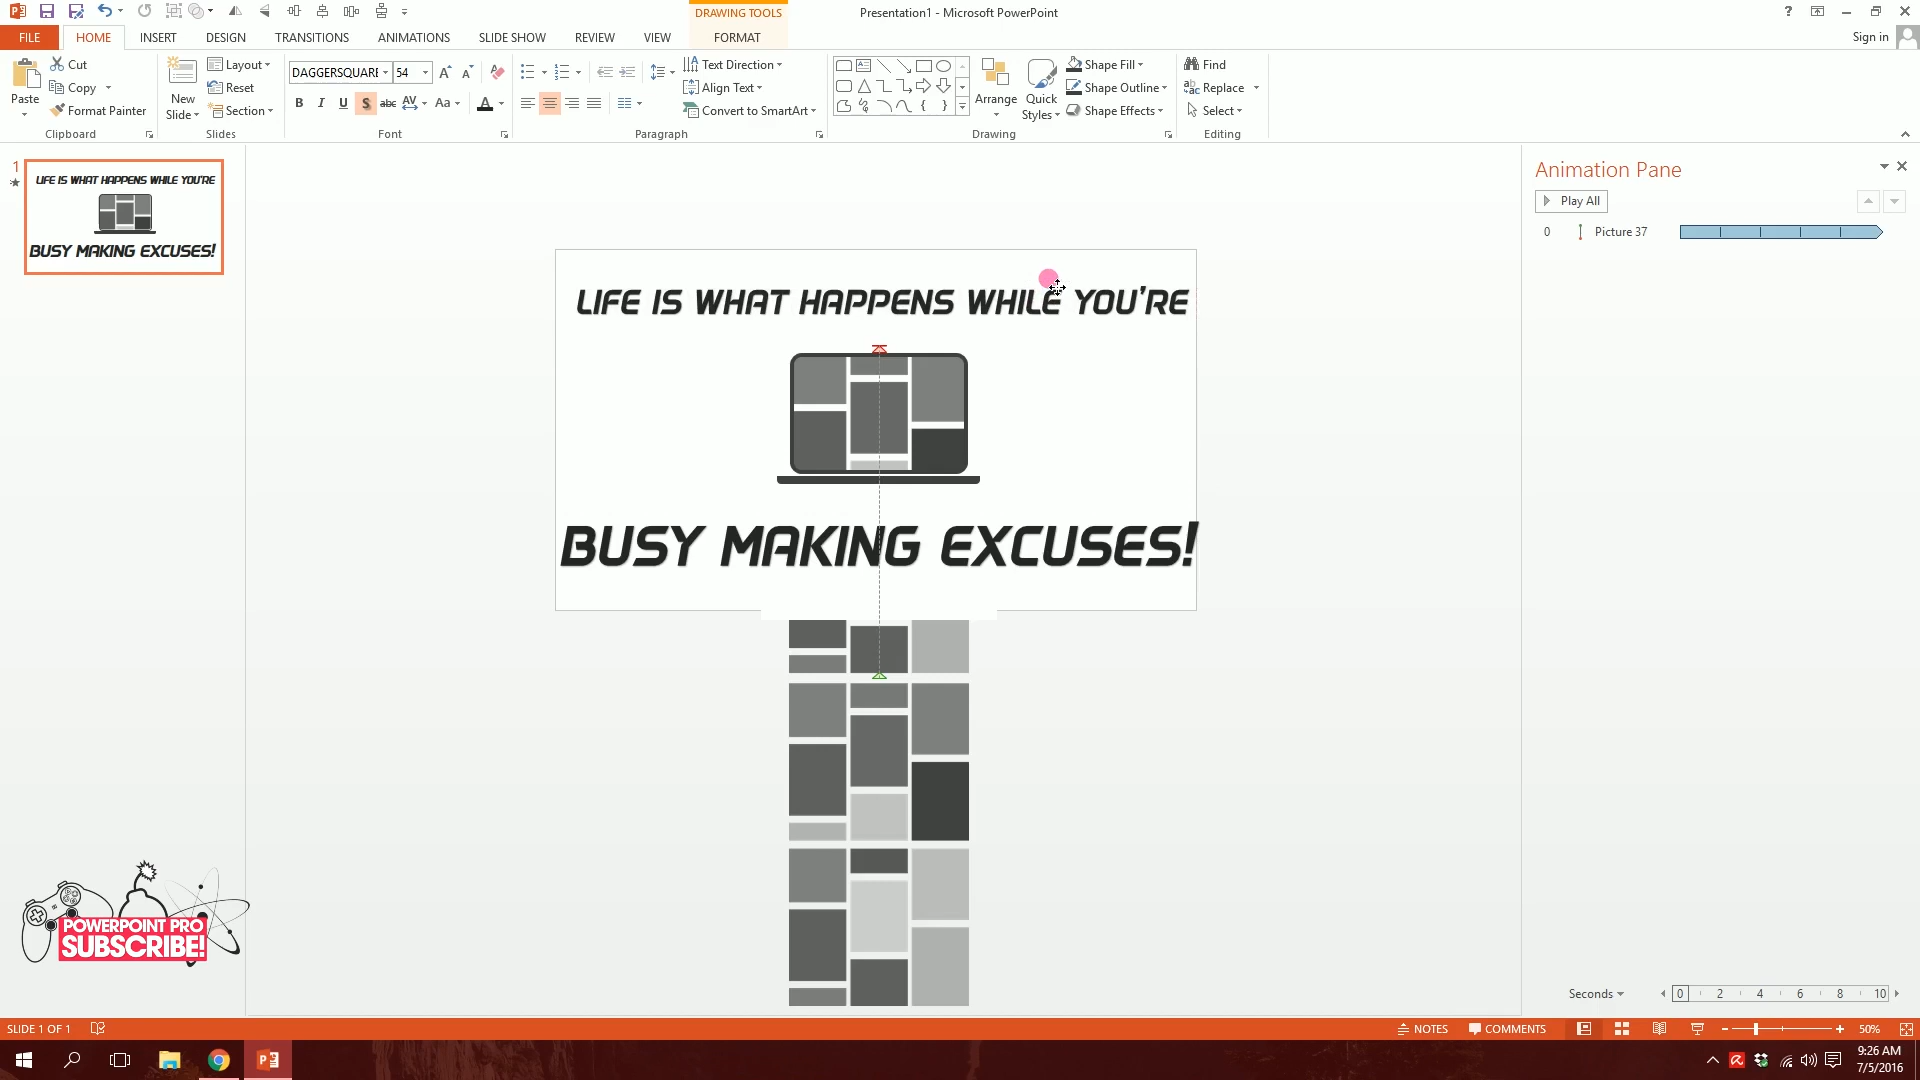 DRAWING TOOLS
Presentation1 - Microsoft PowerPoint
FILE
HOME
INSERT
DESIGN
TRANSITIONS
ANIMATIONS
SLIDE SHOW
REVIEW
VIEW
FORMAT
Sign in
Paste
Cut
Copy
Format Painter
Clipboard
New Slide
Layout
Reset
Section
Slides
DAGGERSQUARE
54
Font
Text Direction
Align Text
Convert to SmartArt
Paragraph
Arrange
Quick Styles
Shape Fill
Shape Outline
Shape Effects
Drawing
Find
Replace
Select
Editing
1
LIFE IS WHAT HAPPENS WHILE YOU'RE
BUSY MAKING EXCUSES!
LIFE IS WHAT HAPPENS WHILE YOU'RE
BUSY MAKING EXCUSES!
Animation Pane
Play All
0
Picture 37
POWERPOINT PRO
SUBSCRIBE!
Seconds
0
2
4
6
8
10
SLIDE 1 OF 1
NOTES
COMMENTS
50%
9:26 AM
7/5/2016